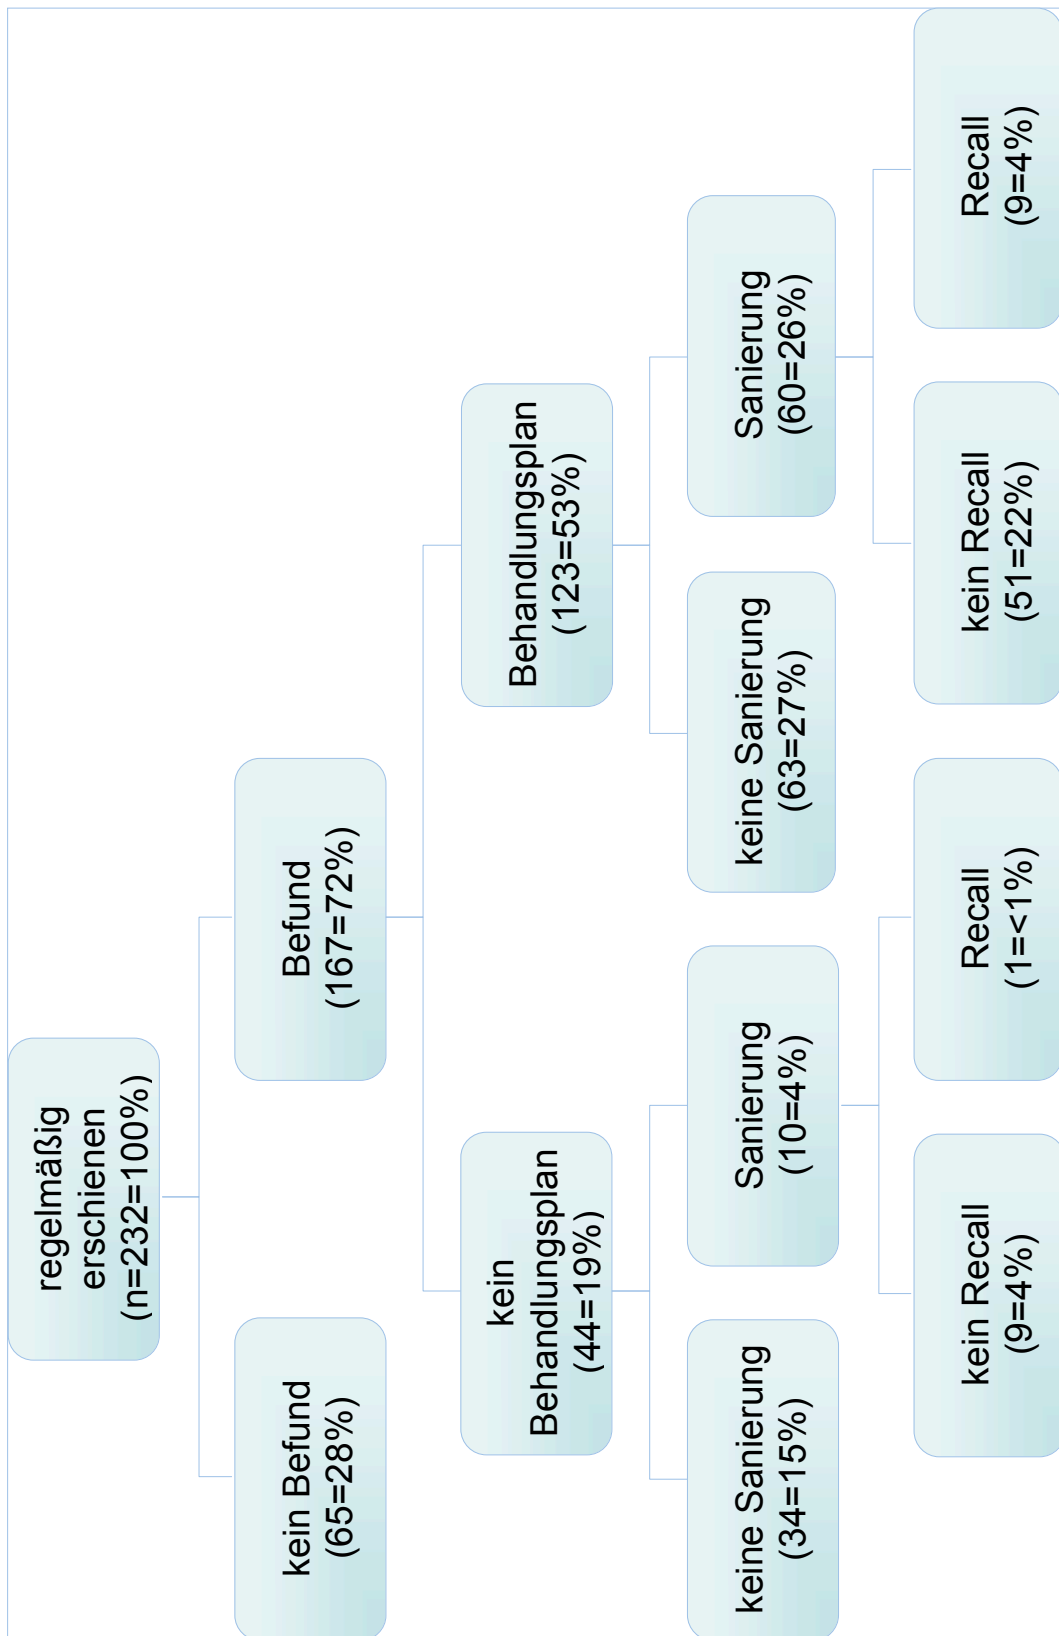 regelmäßig
erschienen
(n=232=100%)
kein Befund
(65=28%)
Befund
(167=72%)
kein
Behandlungsplan
(44=19%)
Behandlungsplan
(123=53%)
keine Sanierung
(34=15%)
Sanierung
(10=4%)
keine Sanierung
(63=27%)
Sanierung
(60=26%)
kein Recall
(9=4%)
Recall
(1=<1%)
kein Recall
(51=22%)
Recall
(9=4%)